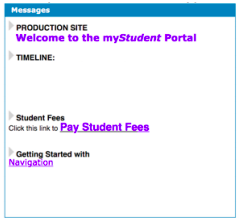 Messages
PRODUCTION SITE
Welcome to the myStudent Portal
TIMELINE:
Student Fees
Click this link to Pay Student Fees
Getting Started with
Navigation